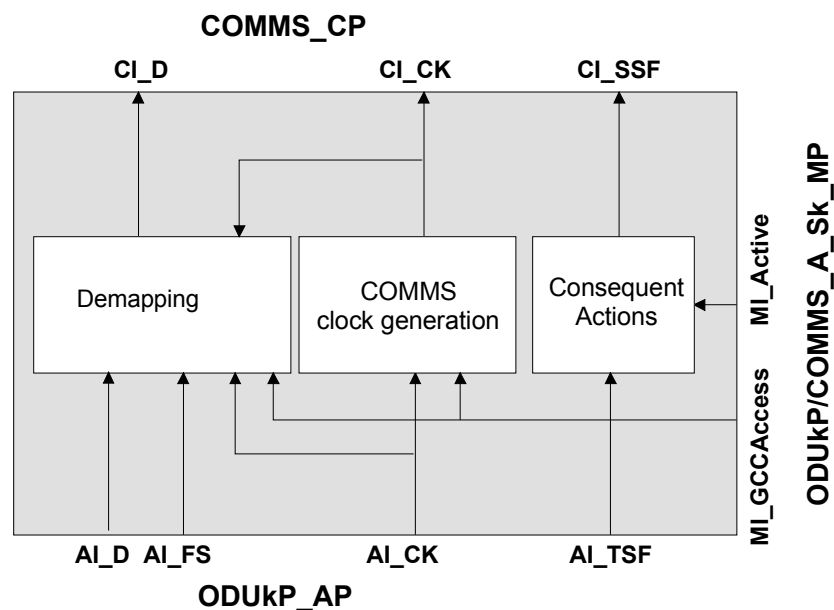 COMMS_CP
CI_D CI_CK CI_SSF
Demapping
COMMS
clock generation
Consequent
Actions
MI_Active
MI_GCCAccess
ODUkP/COMMS_A_Sk_MP
AI_D AI_FS AI_CK AI_TSF
ODUkP_AP